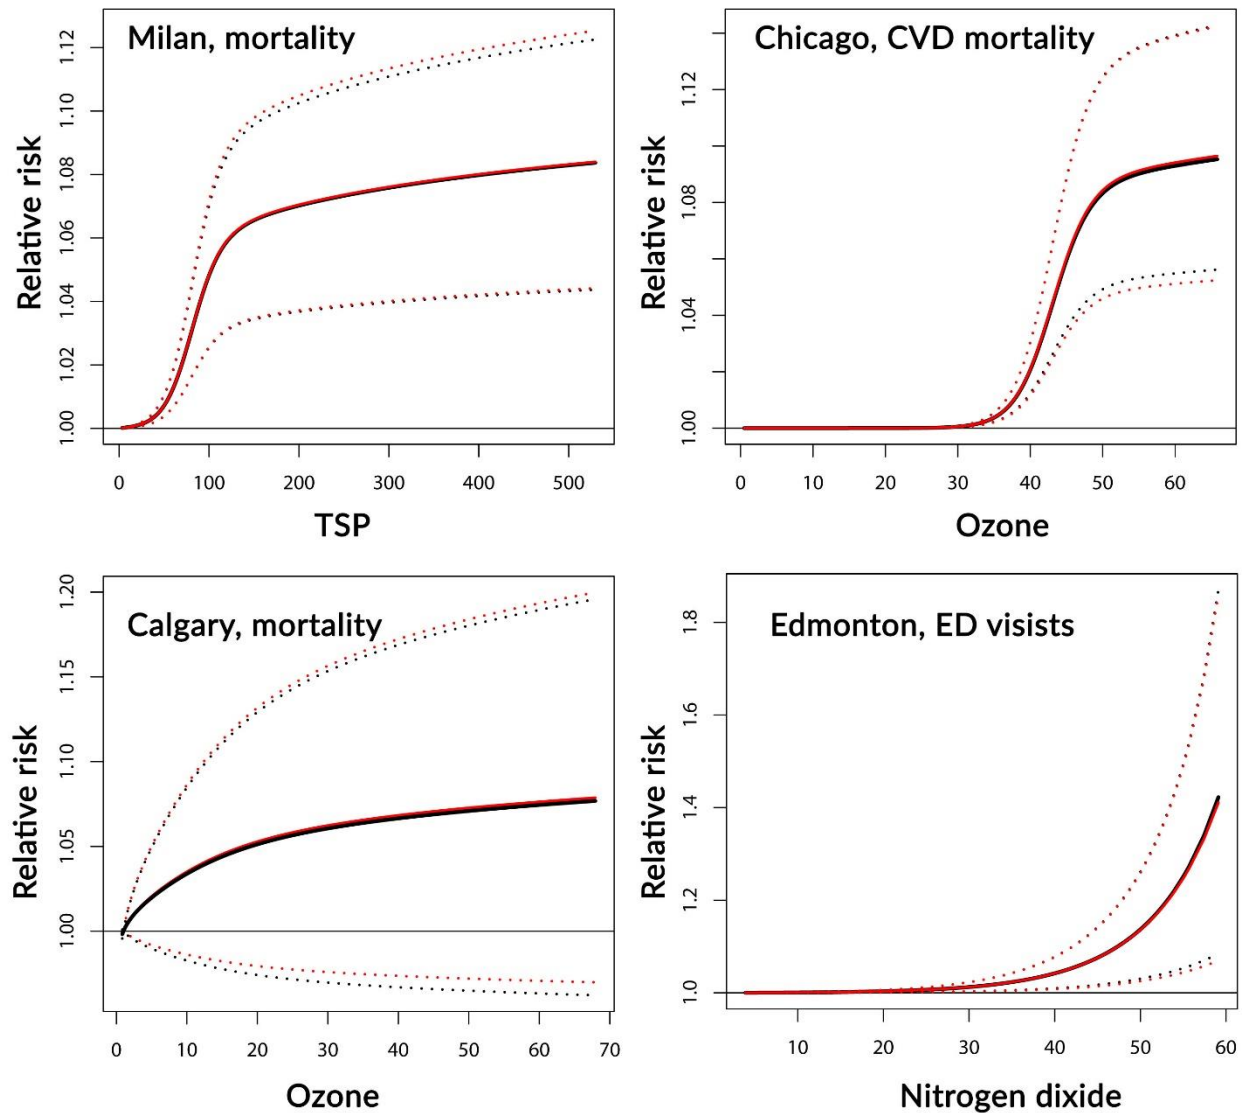 Milan, mortality
Relative risk
1.00 1.02 1.04 1.06 1.08 1.10 1.12
0 100 200 300 400 500
TSP
Chicago, CVD mortality
Relative risk
1.00 1.04 1.08 1.12
0 10 20 30 40 50 60
Ozone
Calgary, mortality
Relative risk
1.00 1.05 1.10 1.15 1.20
0 10 20 30 40 50 60 70
Ozone
Edmonton, ED visists
Relative risk
1.0 1.2 1.4 1.6 1.8
10 20 30 40 50 60
Nitrogen dixide